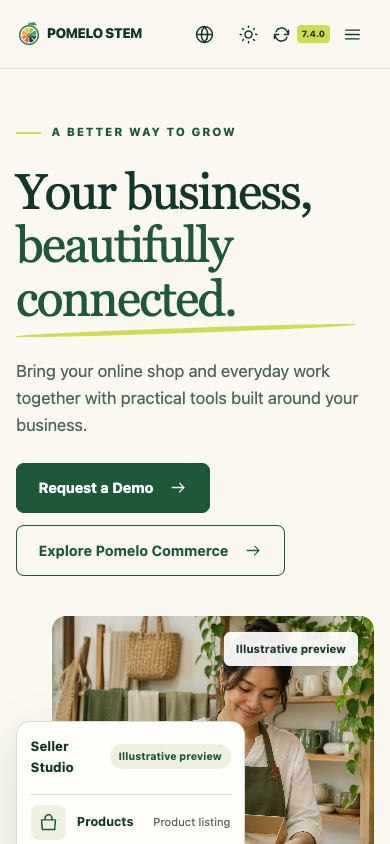 POMELO STEM
7.4.0
A BETTER WAY TO GROW
Your business,
beautifully
connected.
Bring your online shop and everyday work
together with practical tools built around your
business.
Request a Demo
Explore Pomelo Commerce
Illustrative preview
Seller
Studio
Illustrative preview
Products
Product listing